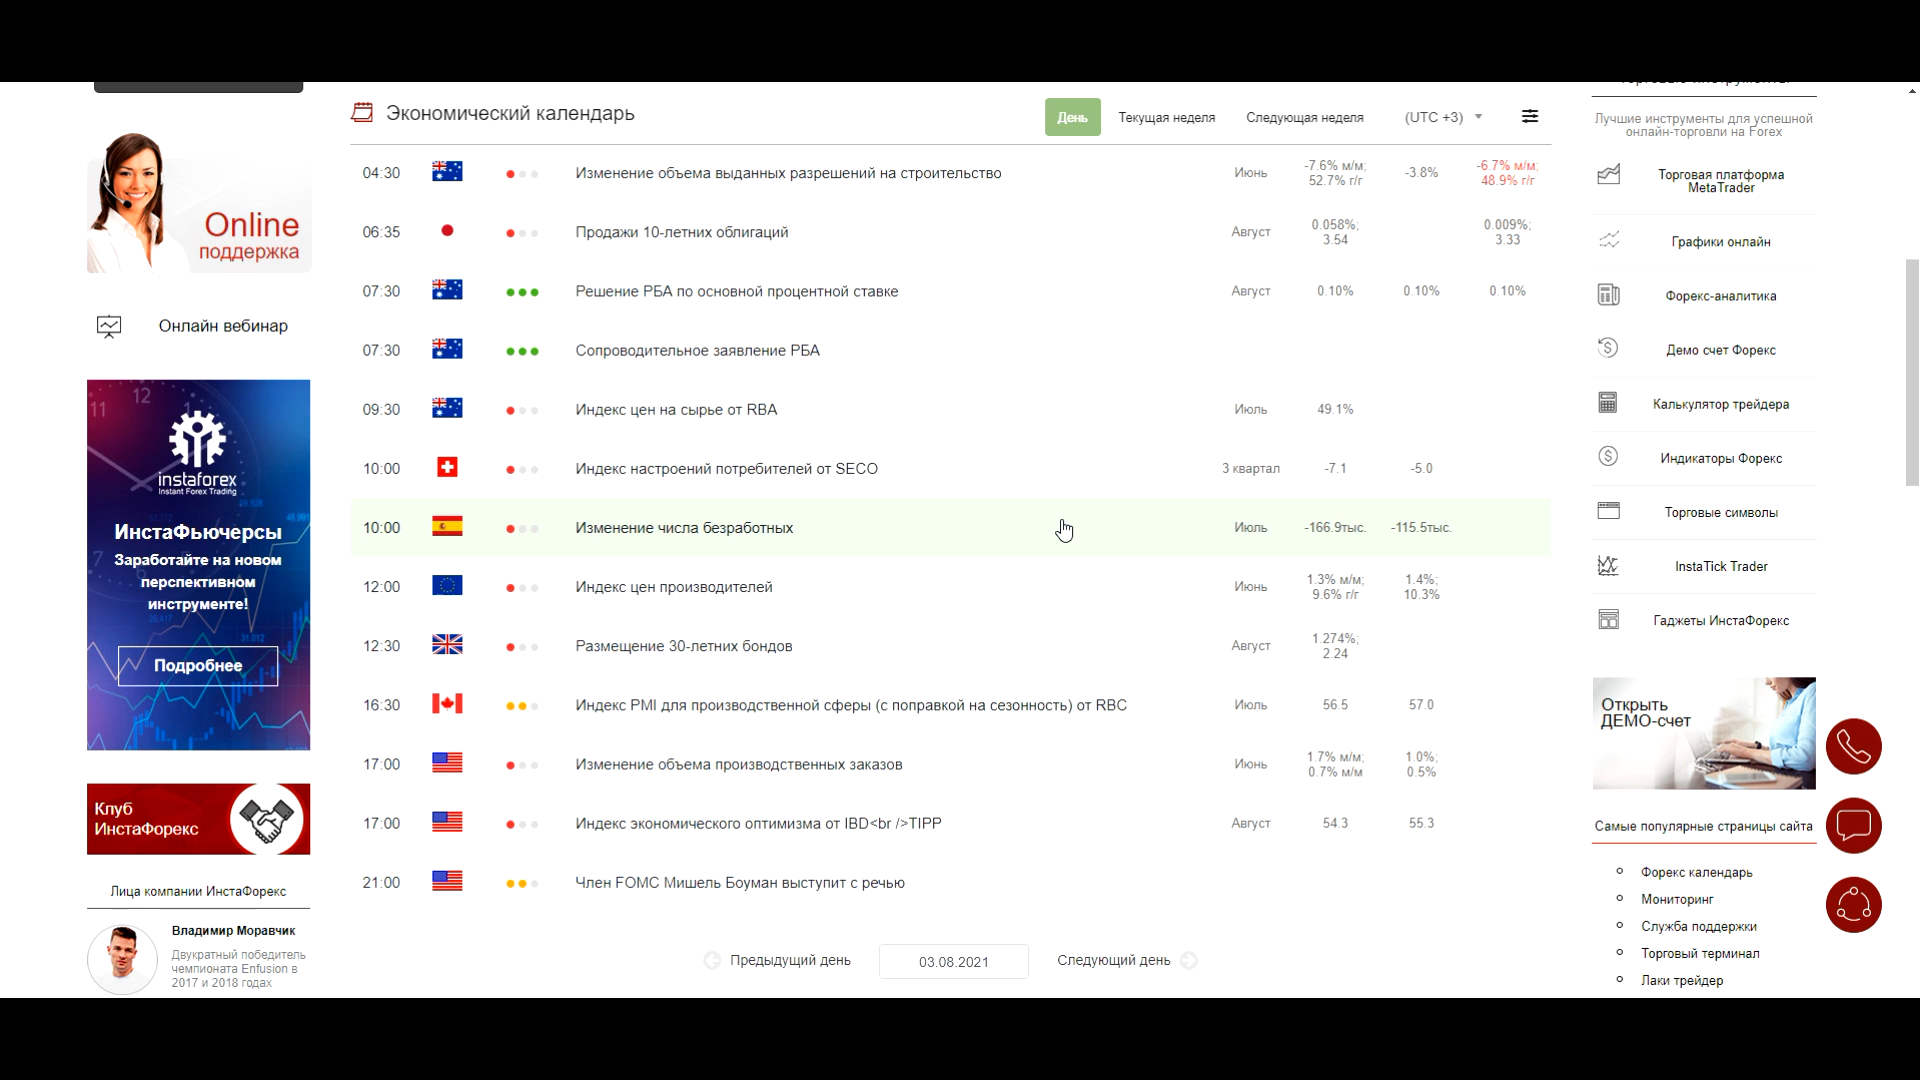 Online
поддержка
Онлайн вебинар
11
12
1
instaforex
Instant Forex Trading
ИнстаФьючерсы
Заработайте на новом
перспективном
инструменте!
Подробнее
Клуб
ИнстаФорекс
Лица компании ИнстаФорекс
Владимир Моравчик
Двукратный победитель
чемпионата Enfusion в
2017 и 2018 годах
Экономический календарь
День Текущая неделя Следующая неделя (UTC +3)
04:30 Изменение объема выданных разрешений на строительство Июнь -7.6% м/м; 52.7% г/г -3.8% -6.7% м/м; 48.9% г/г
06:35 Продажи 10-летних облигаций Август 0.058%; 3.54 0.009%; 3.33
07:30 Решение РБА по основной процентной ставке Август 0.10% 0.10% 0.10%
07:30 Сопроводительное заявление РБА
09:30 Индекс цен на сырье от RBA Июль 49.1%
10:00 Индекс настроений потребителей от SECO 3 квартал -7.1 -5.0
10:00 Изменение числа безработных Июль -166.9тыс. -115.5тыс.
12:00 Индекс цен производителей Июнь 1.3% м/м; 9.6% г/г 1.4%; 10.3%
12:30 Размещение 30-летних бондов Август 1.274%; 2.24
16:30 Индекс PMI для производственной сферы (с поправкой на сезонность) от RBC Июль 56.5 57.0
17:00 Изменение объема производственных заказов Июнь 1.7% м/м; 0.7% м/м 1.0%; 0.5%
17:00 Индекс экономического оптимизма от IBD<br />TIPP Август 54.3 55.3
21:00 Член FOMC Мишель Боуман выступит с речью
Предыдущий день 03.08.2021 Следующий день
Лучшие инструменты для успешной
онлайн-торговли на Forex
Торговая платформа
MetaTrader
Графики онлайн
Форекс-аналитика
Демо счет Форекс
Калькулятор трейдера
Индикаторы Форекс
Торговые символы
InstaTick Trader
Гаджеты ИнстаФорекс
Открыть
ДЕМО-счет
Самые популярные страницы сайта
Форекс календарь
Мониторинг
Служба поддержки
Торговый терминал
Лаки трейдер